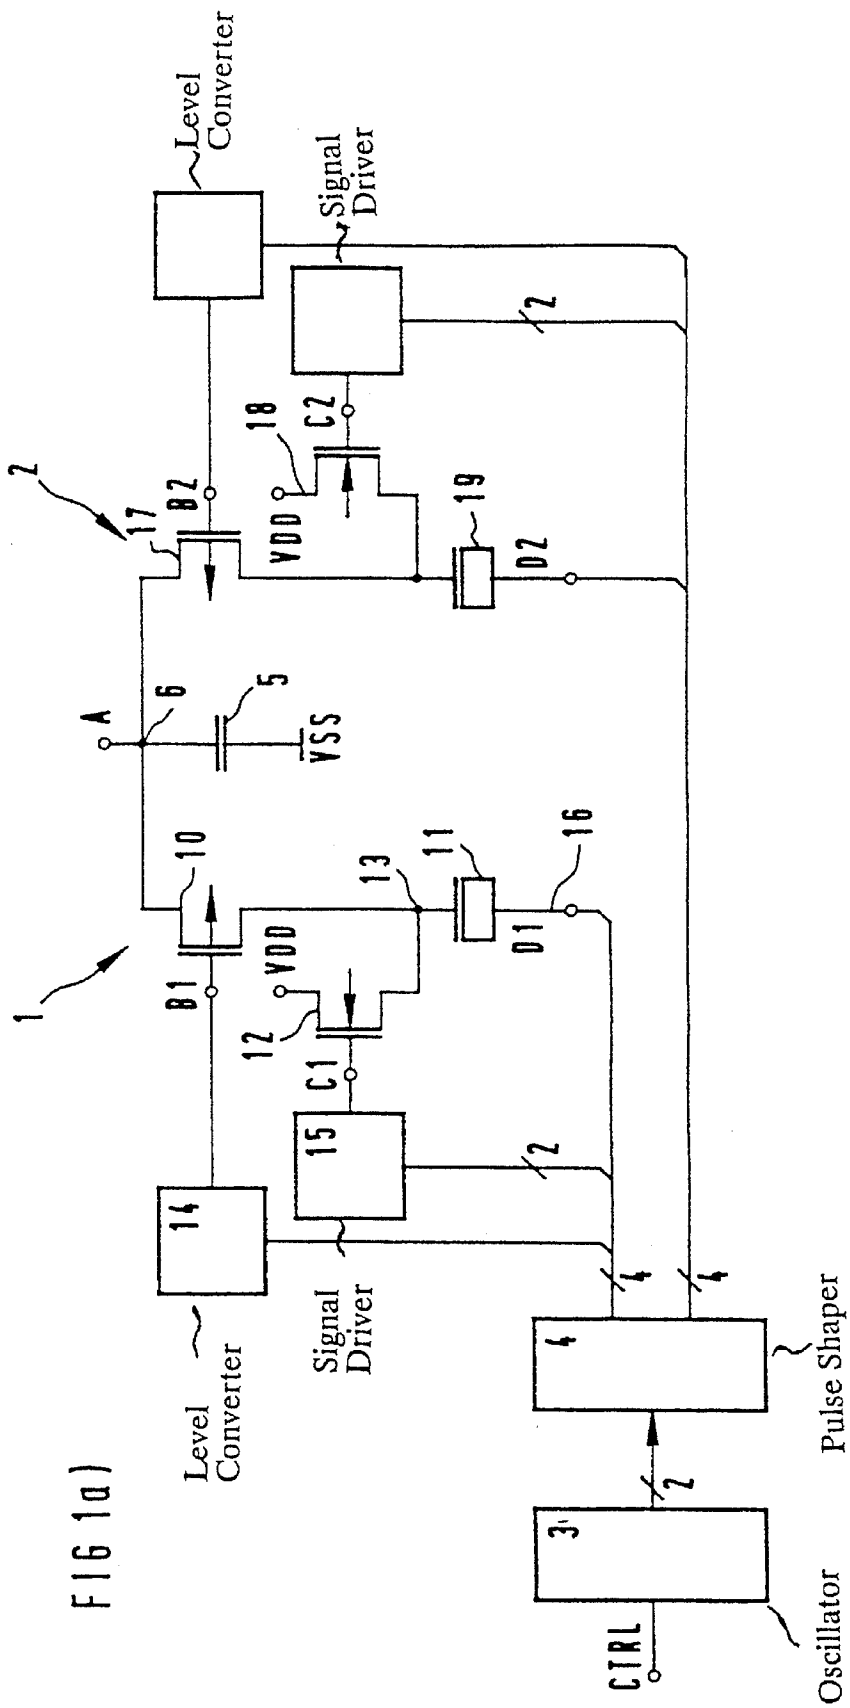 FIG 1a)
1
2
A
6
5
VSS
10
B1
VDD
12
C1
13
11
D1
16
14
Level
Converter
15
Signal
Driver
2
17
B2
VDD
18
C2
19
D2
Level
Converter
Signal
Driver
2
4
4
4
Pulse Shaper
2
3
Oscillator
CTRL